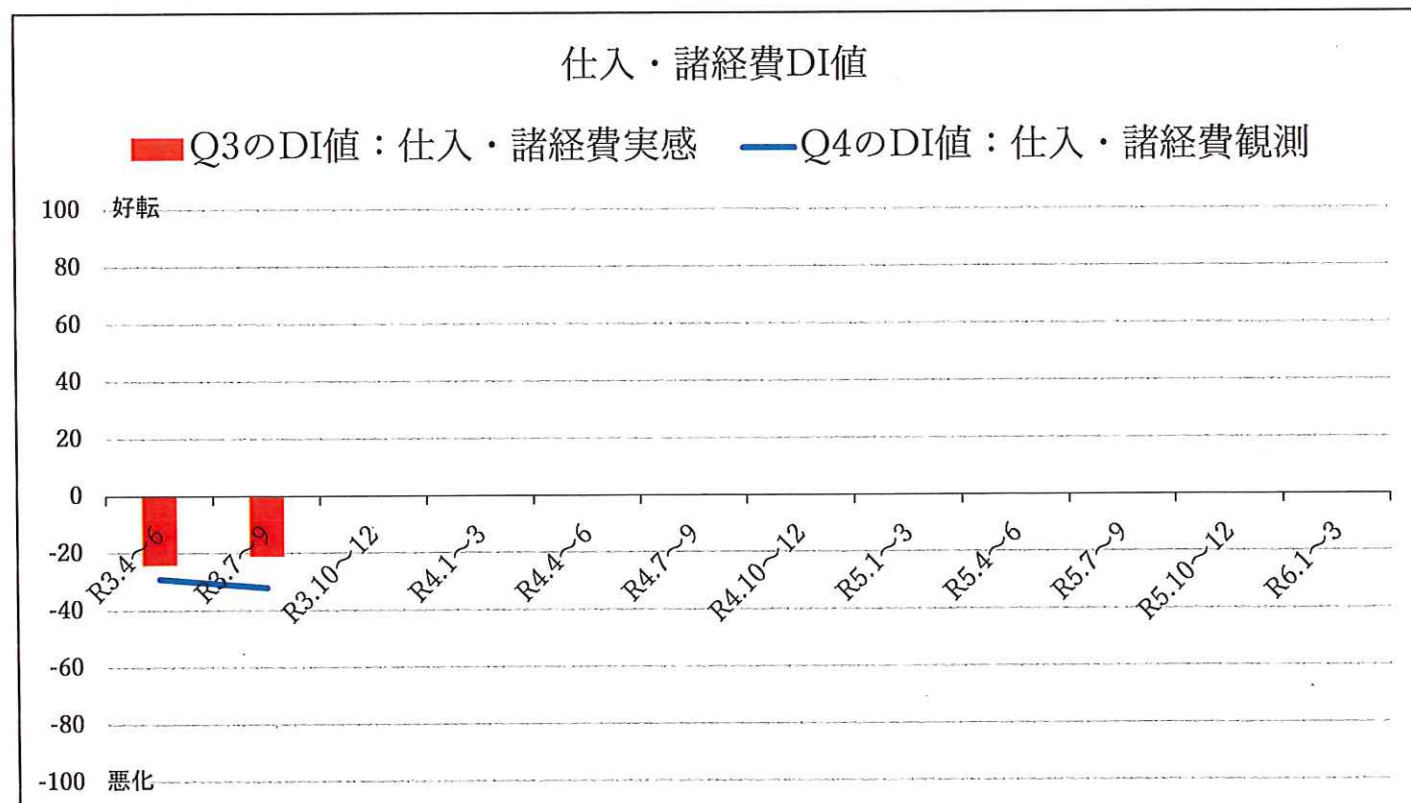 仕入・諸経費DI値
Q3のDI値：仕入・諸経費実感 Q4のDI値：仕入・諸経費観測
100 好転
80
60
40
20
0
-20
-40
-60
-80
-100 悪化
R3.4～6
R3.7～9
R3.10～12
R4.1～3
R4.4～6
R4.7～9
R4.10～12
R5.1～3
R5.4～6
R5.7～9
R5.10～12
R6.1～3